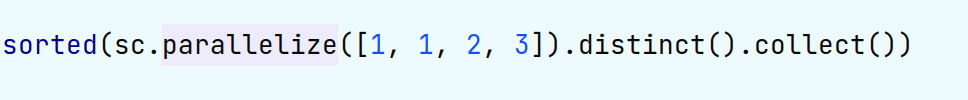 sorted(sc.parallelize([1, 1, 2, 3]).distinct().collect())